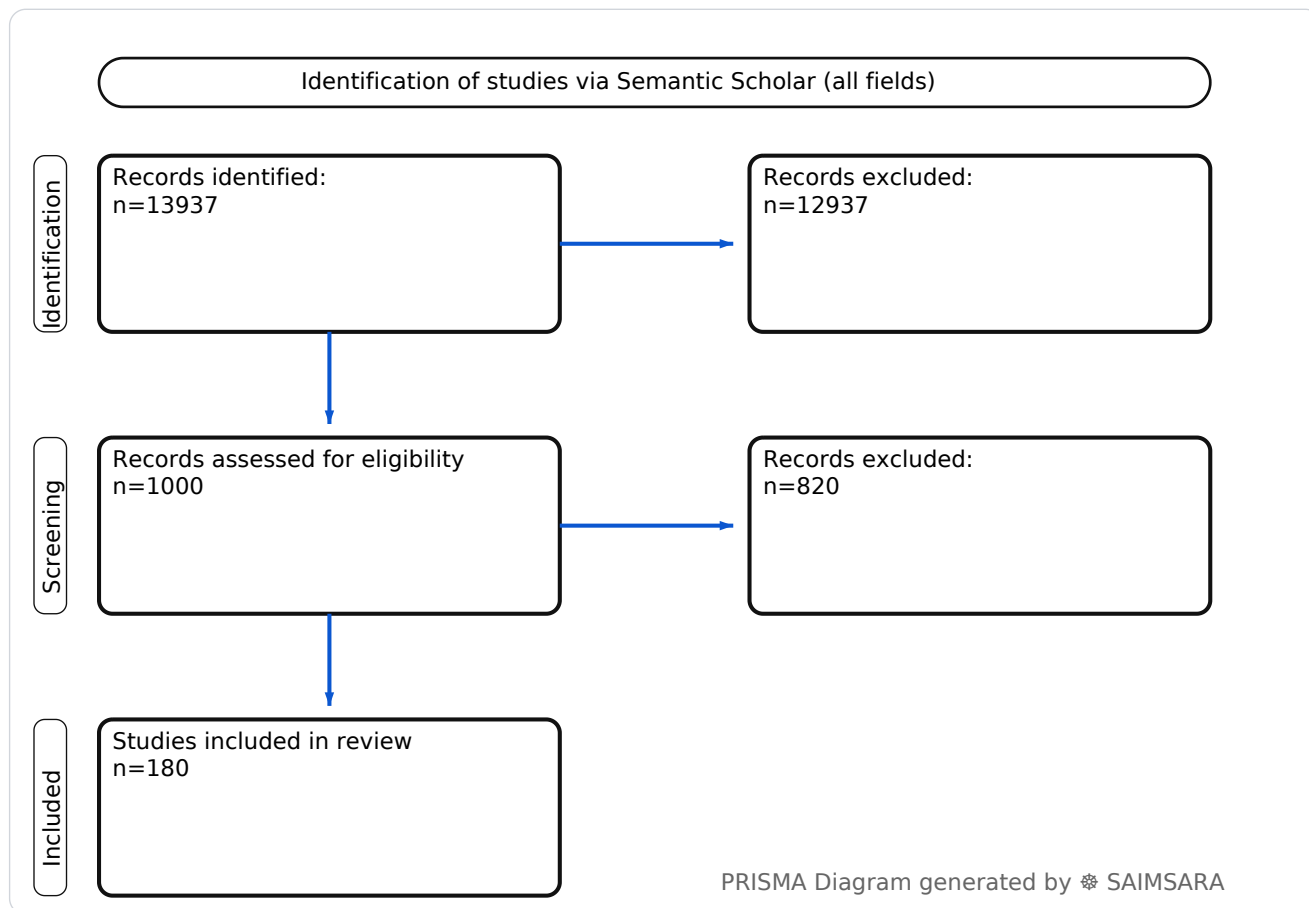 Identification of studies via Semantic Scholar (all fields)
Identification
Records identified:
n=13937
Records excluded:
n=12937
Screening
Records assessed for eligibility
n=1000
Records excluded:
n=820
Included
Studies included in review
n=180
PRISMA Diagram generated by ☸ SAIMSARA